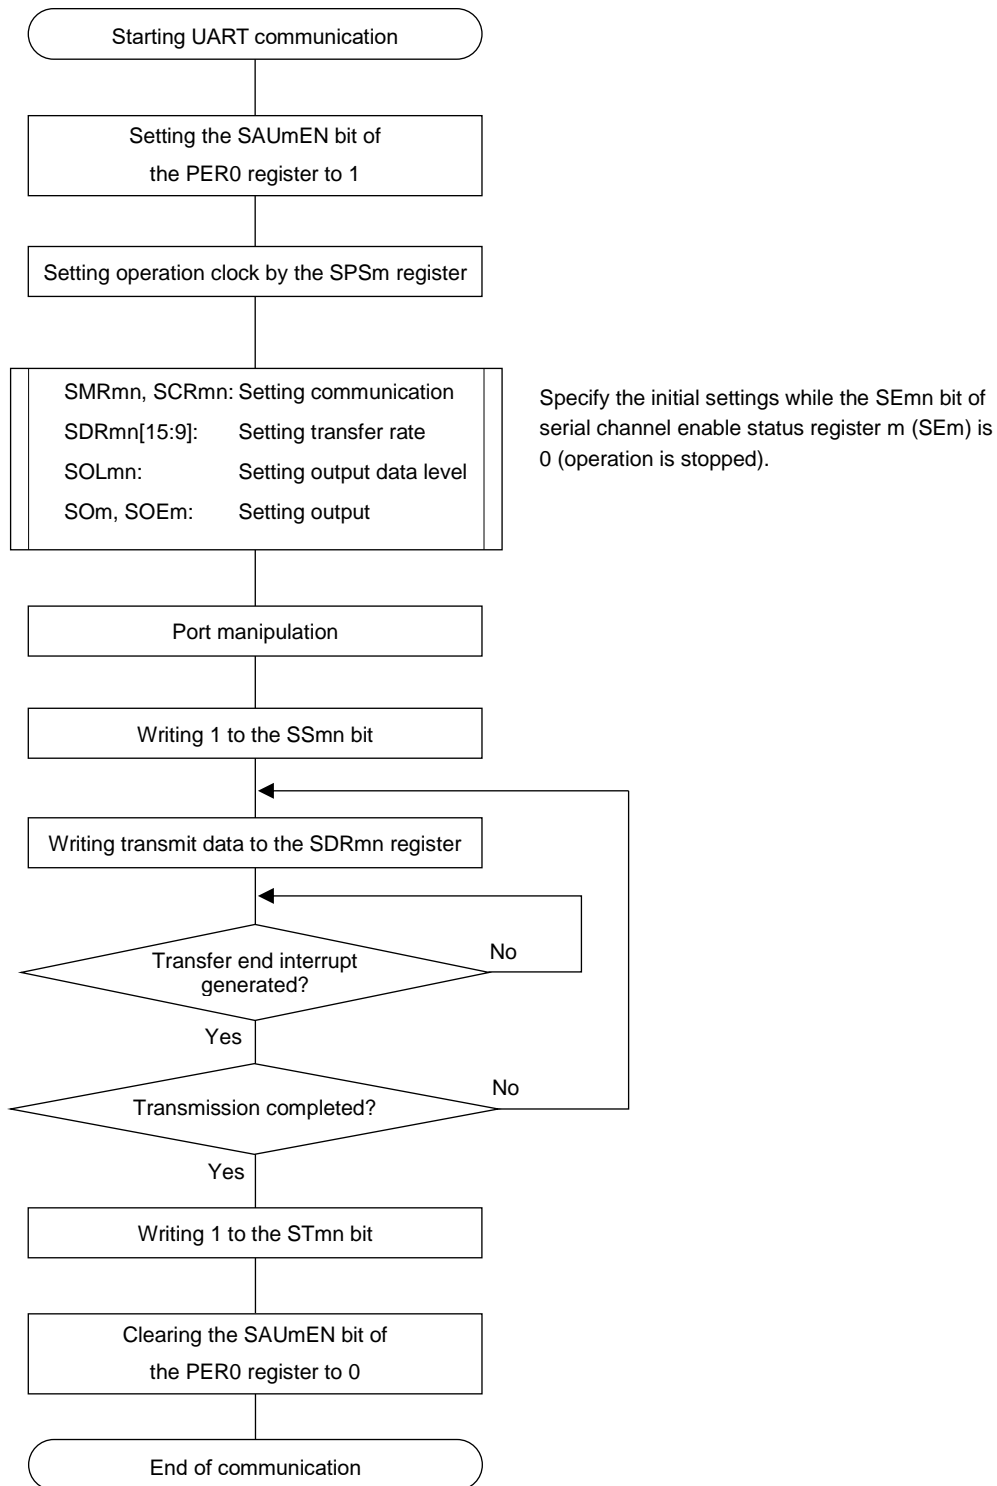 Starting UART communication
Setting the SAUmEN bit of
the PER0 register to 1
Setting operation clock by the SPSm register
SMRmn, SCRmn: Setting communication
SDRmn[15:9]: Setting transfer rate
SOLmn: Setting output data level
SOm, SOEm: Setting output
Specify the initial settings while the SEmn bit of
serial channel enable status register m (SEm) is
0 (operation is stopped).
Port manipulation
Writing 1 to the SSmn bit
Writing transmit data to the SDRmn register
Transfer end interrupt
generated?
No
Yes
Transmission completed?
No
Yes
Writing 1 to the STmn bit
Clearing the SAUmEN bit of
the PER0 register to 0
End of communication